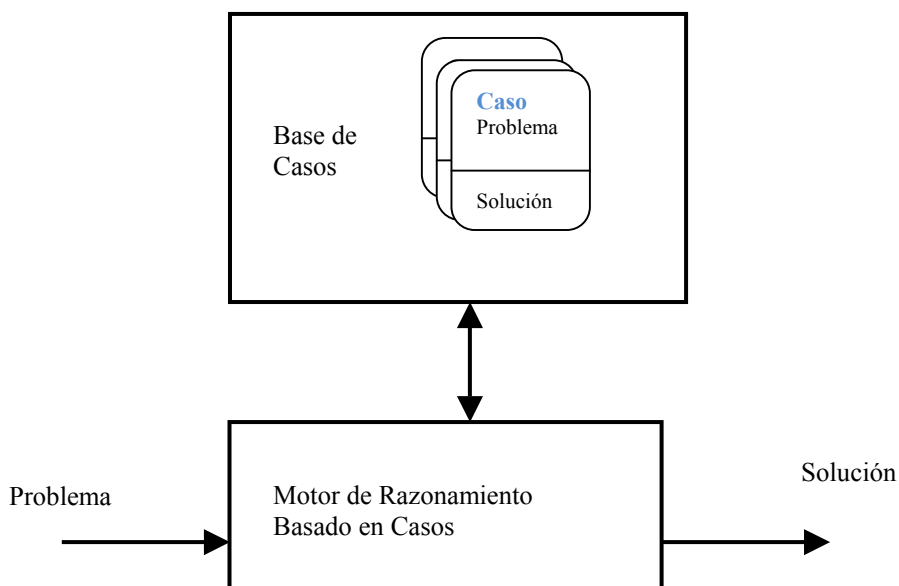 Caso
Problema
Base de
Casos
Solución
Solución
Problema
Motor de Razonamiento
Basado en Casos